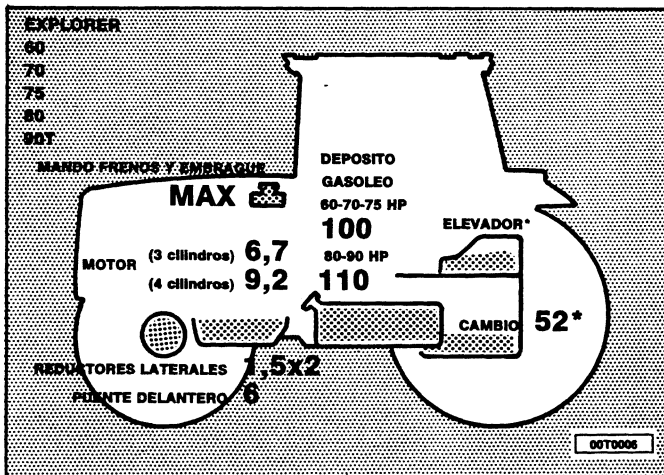 EXPLORER
60
70
75
80
90T
MANDO FRENOS Y EMBRAGUE
MAX
DEPOSITO
GASOLEO
60-70-75 HP
100
80-90 HP
110
ELEVADOR*
MOTOR (3 cilindros) 6,7
(4 cilindros) 9,2
CAMBIO 52*
REDUCTORES LATERALES 1,5x2
PUENTE DELANTERO 6
00T0006